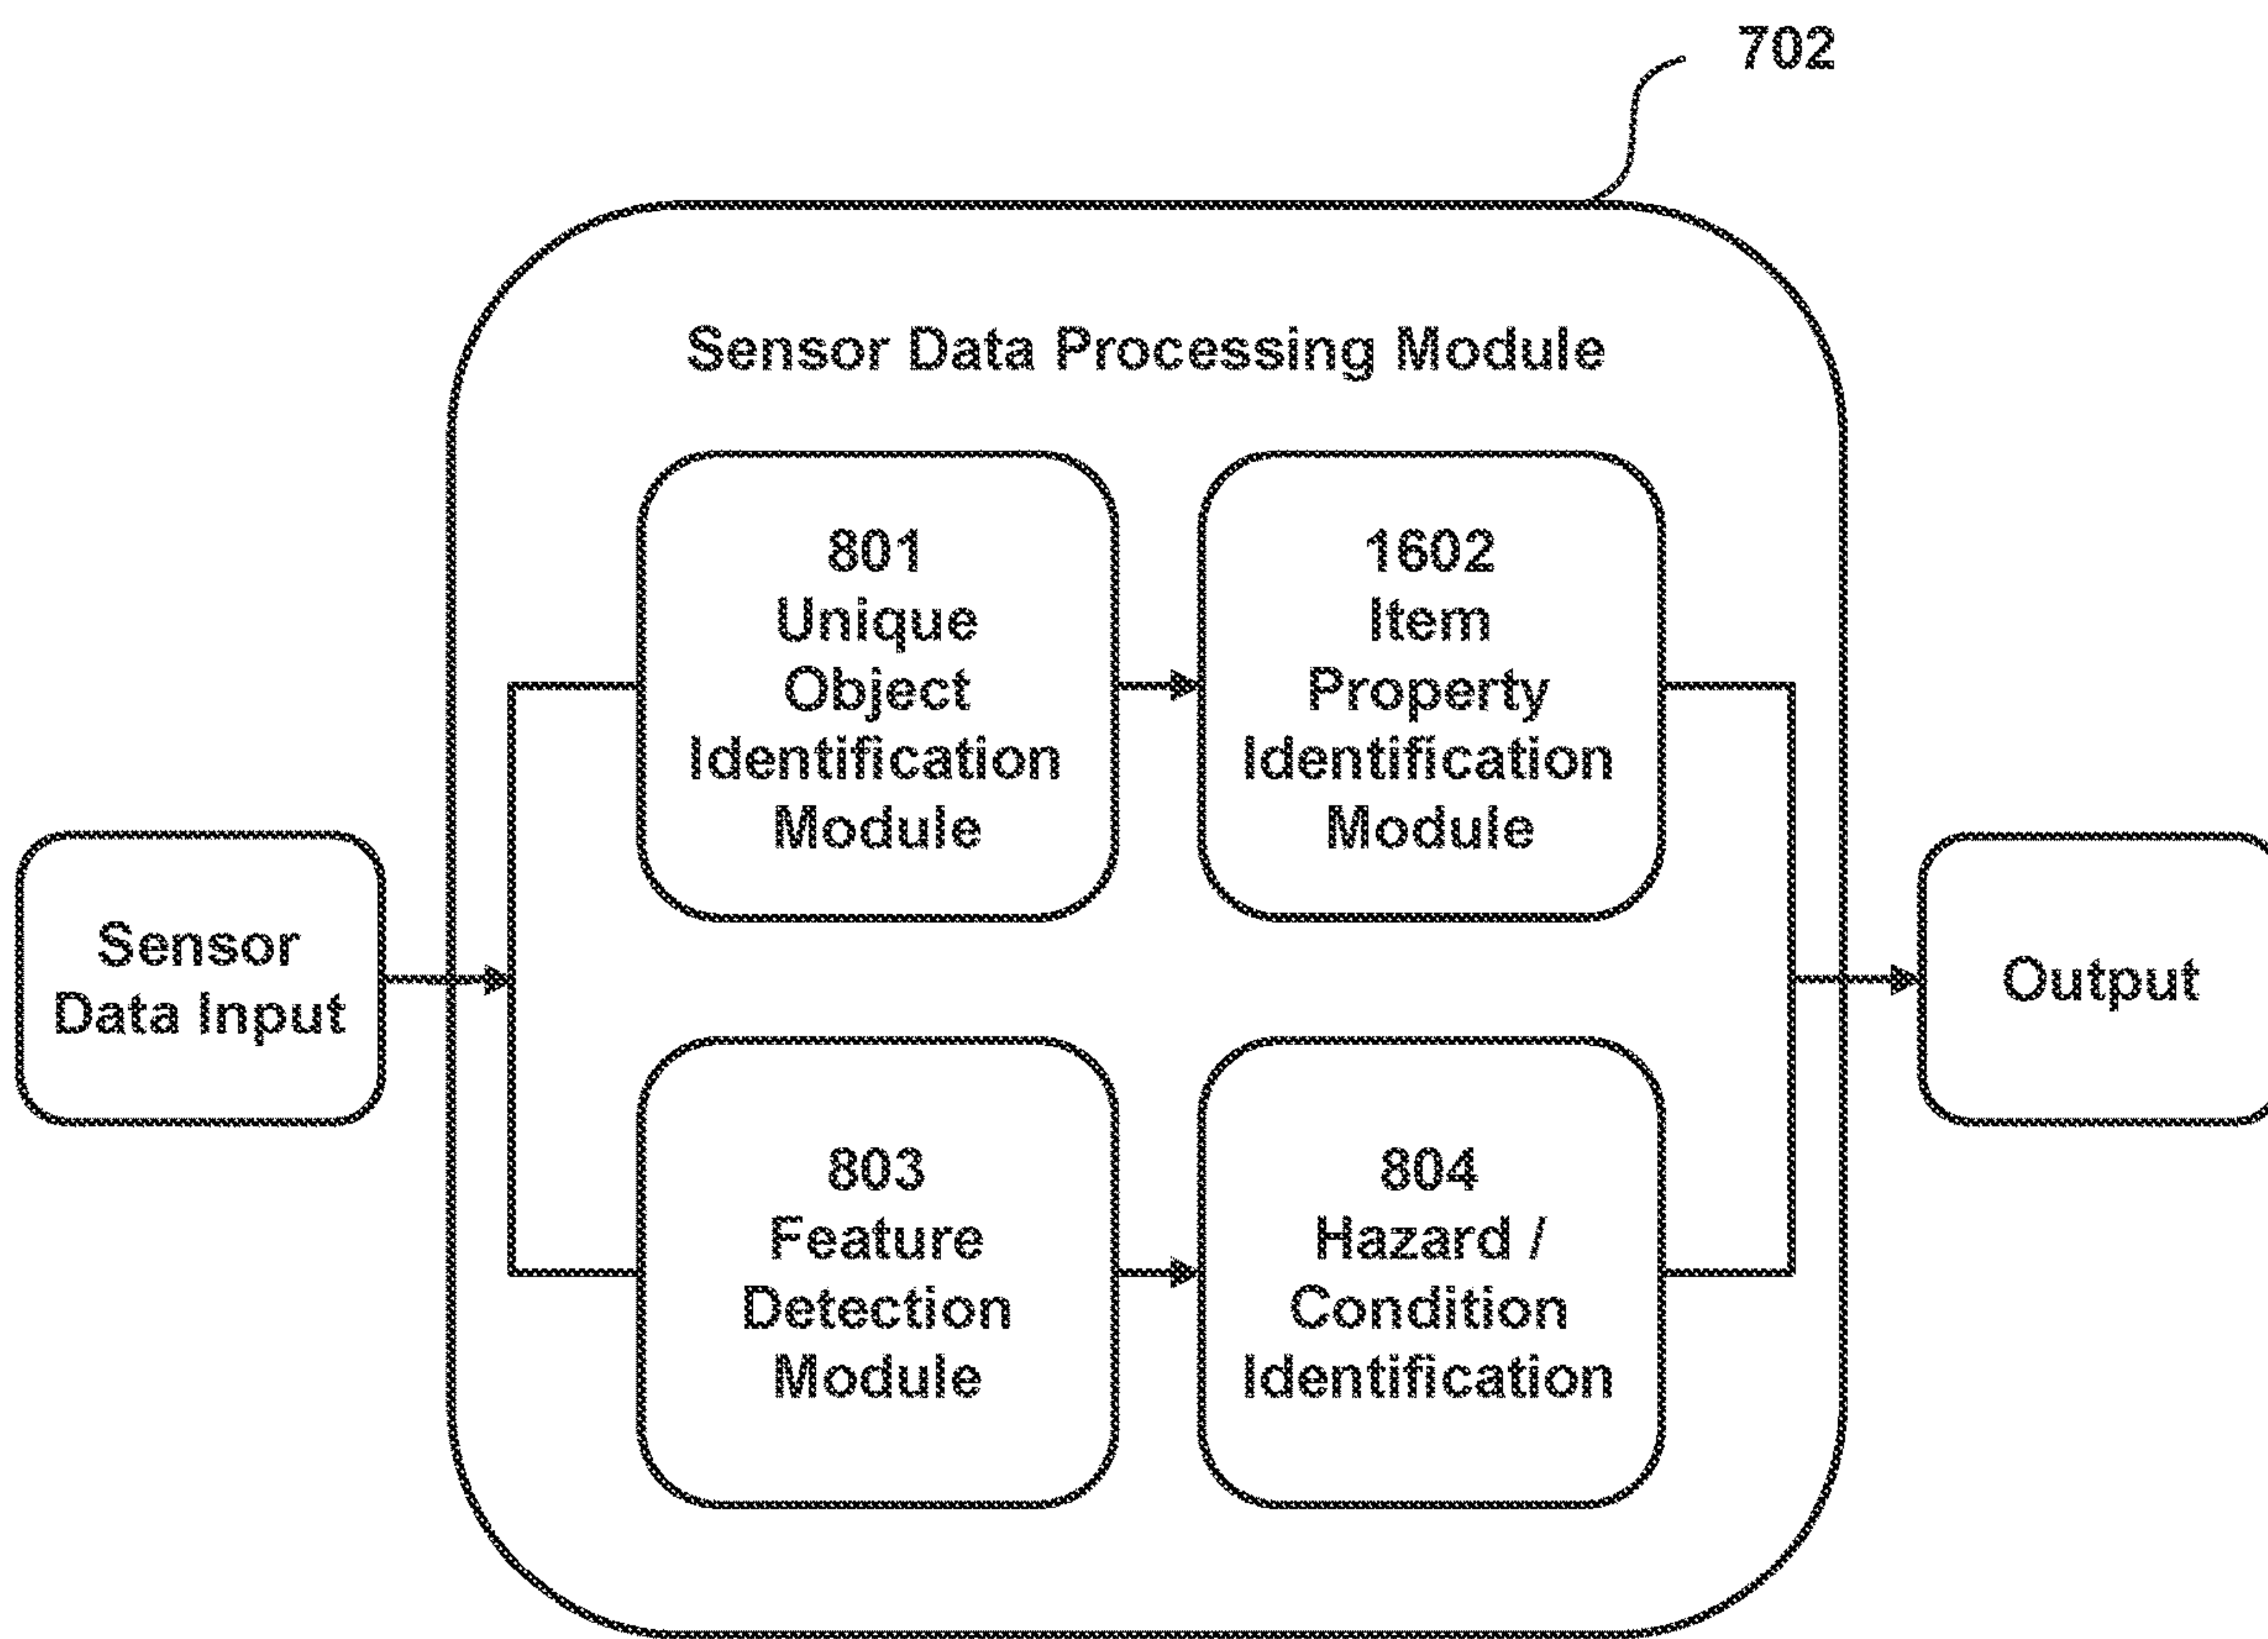 702
Sensor Data Processing Module
801
Unique
Object
Identification
Module
1602
Item
Property
Identification
Module
Sensor
Data Input
Output
803
Feature
Detection
Module
804
Hazard /
Condition
Identification